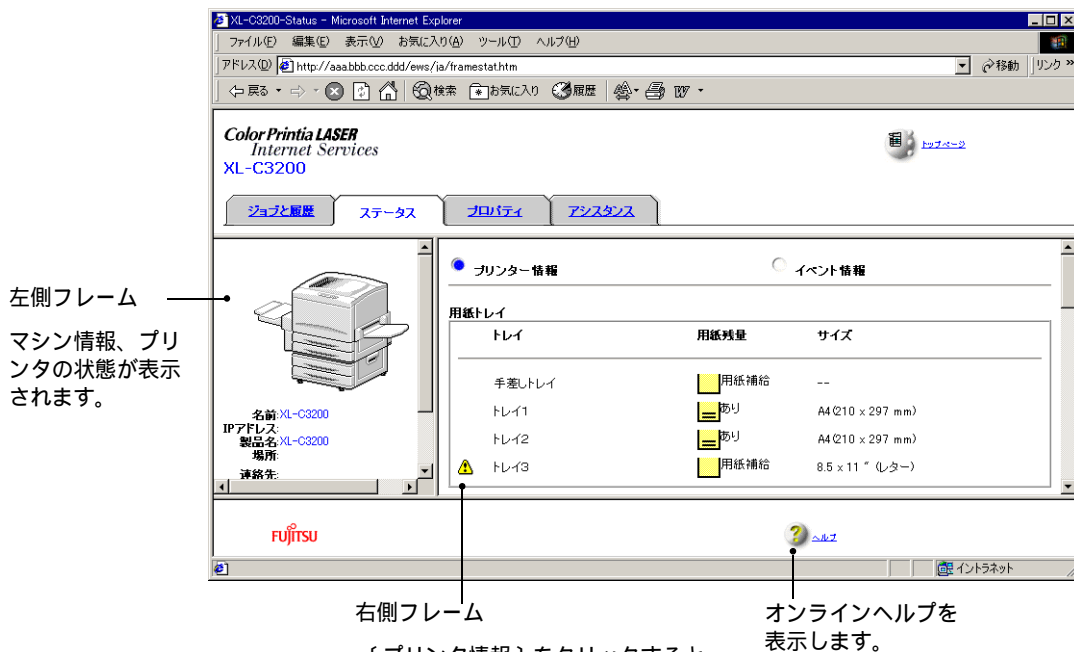 XL-C3200-Status - Microsoft Internet Explorer
ファイル(F) 編集(E) 表示(V) お気に入り(A) ツール(T) ヘルプ(H)
アドレス(D) http://aaa.bbb.ccc.ddd/ews/ja/framestat.htm 移動 リンク »
戻る 検索 お気に入り 履歴
Color Printia LASER
Internet Services
XL-C3200
トップページ
ジョブと履歴 ステータス プロパティ アシスタンス
プリンター情報 イベント情報
用紙トレイ
トレイ 用紙残量 サイズ
手差しトレイ 用紙補給 --
トレイ1 あり A4(210 x 297 mm)
トレイ2 あり A4(210 x 297 mm)
トレイ3 用紙補給 8.5 x 11 " (レター)
名前:XL-C3200
IPアドレス:
製品名:XL-C3200
場所:
連絡先:
FUJITSU
ヘルプ
イントラネット
左側フレーム
マシン情報、プリ
ンタの状態が表示
されます。
右側フレーム
オンラインヘルプを
表示します。